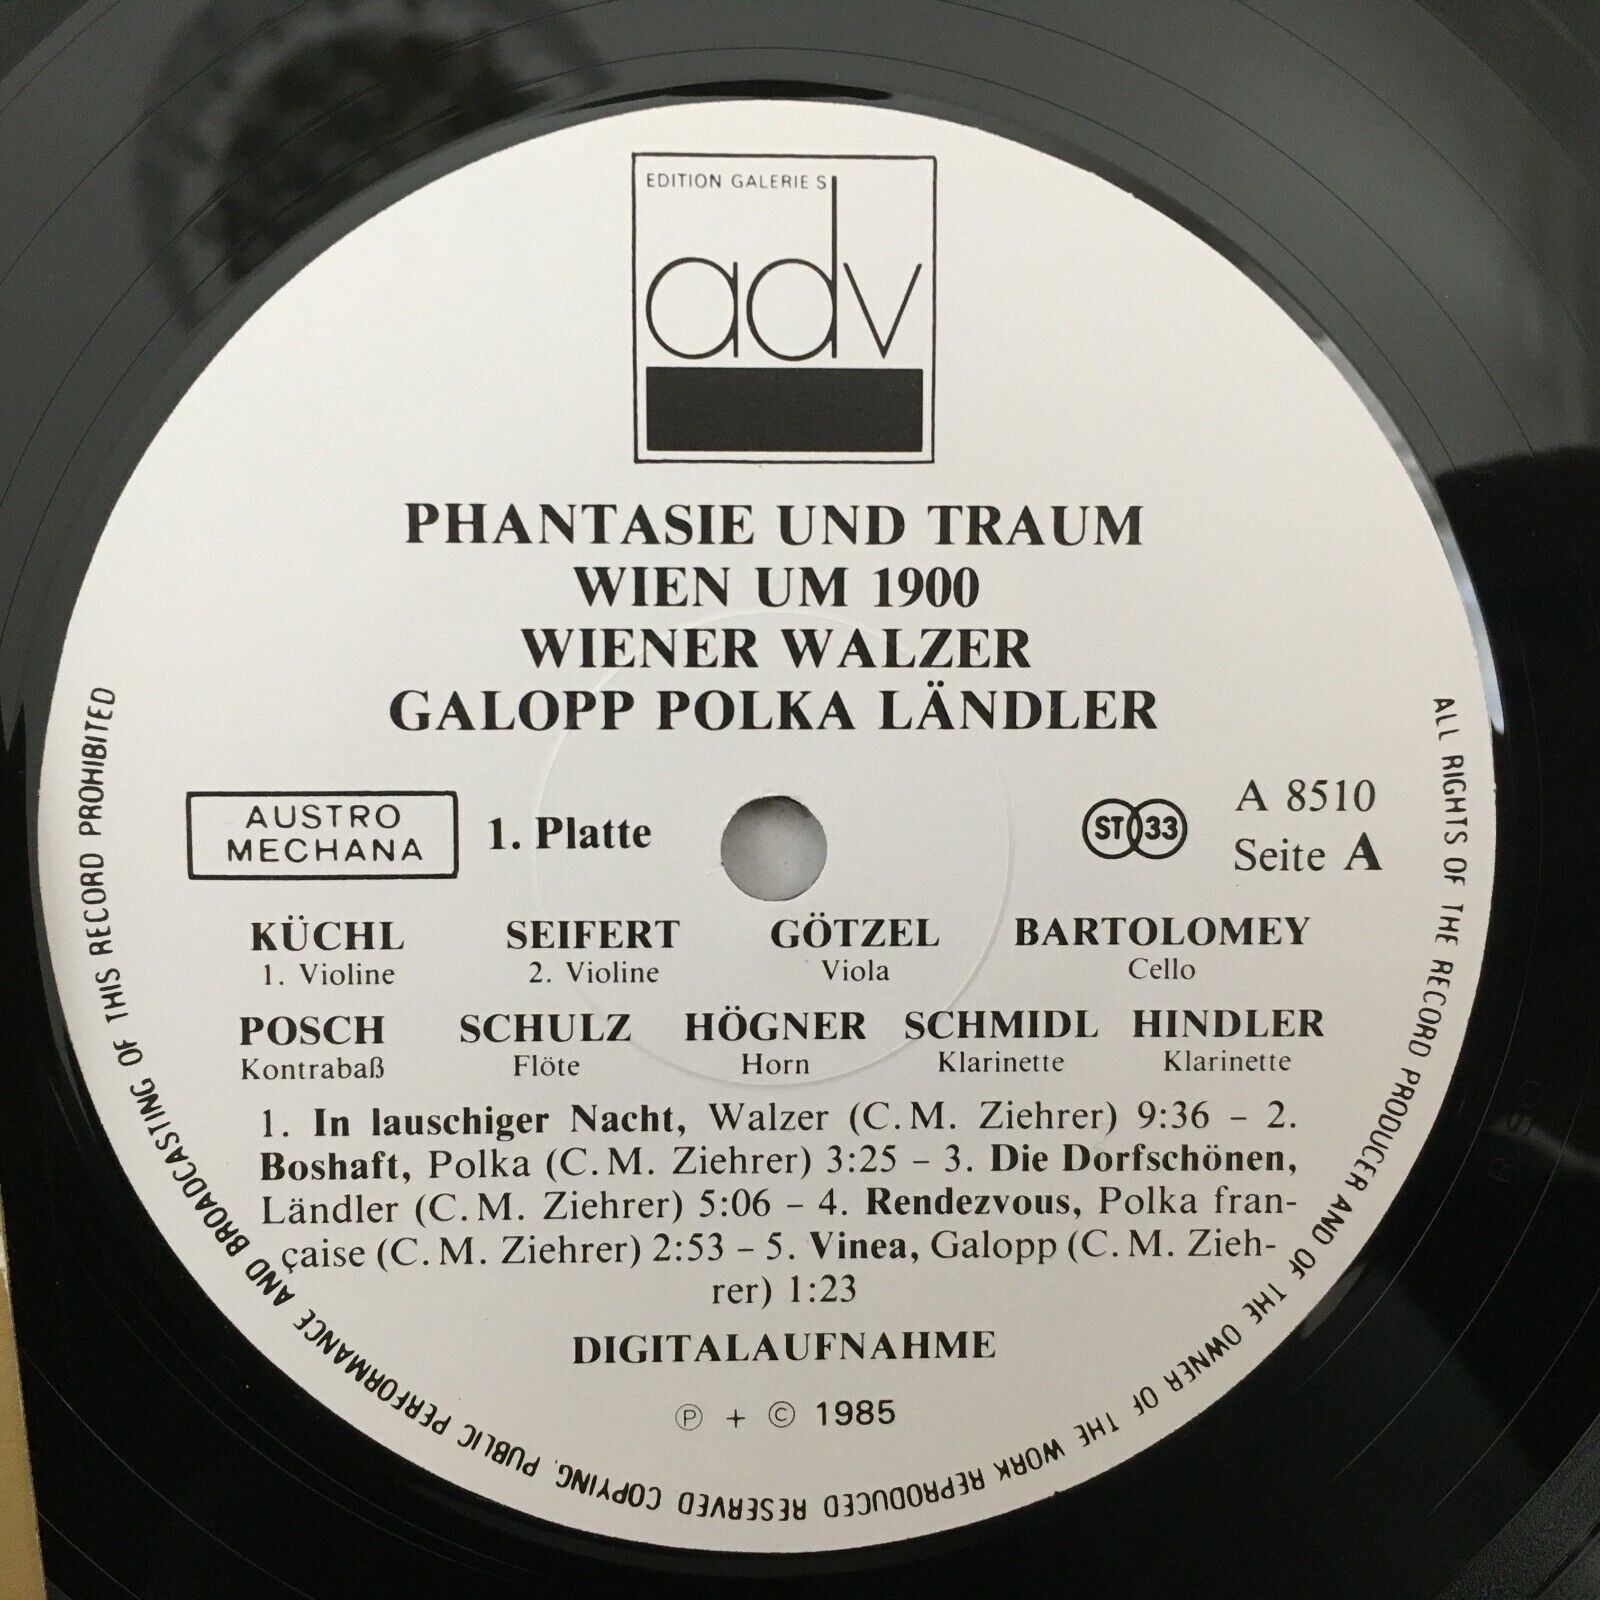 EDITION GALERIE S
adv
PHANTASIE UND TRAUM
WIEN UM 1900
WIENER WALZER
GALOPP POLKA LÄNDLER
AUSTRO
MECHANA
1. Platte
ST 33
A 8510
Seite A
KÜCHL SEIFERT GÖTZEL BARTOLOMEY
1. Violine 2. Violine Viola Cello
POSCH SCHULZ HÖGNER SCHMIDL HINDLER
Kontrabaß Flöte Horn Klarinette Klarinette
1. In lauschiger Nacht, Walzer (C. M. Ziehrer) 9:36 – 2.
Boshaft, Polka (C. M. Ziehrer) 3:25 – 3. Die Dorfschönen,
Ländler (C. M. Ziehrer) 5:06 – 4. Rendezvous, Polka fran-
çaise (C. M. Ziehrer) 2:53 – 5. Vinea, Galopp (C. M. Zieh-
rer) 1:23
DIGITALAUFNAHME
Ⓟ + © 1985
ALL RIGHTS OF THE RECORD PRODUCER AND OF THE OWNER OF THE WORK REPRODUCED RESERVED COPYING, PUBLIC PERFORMANCE AND BROADCASTING OF THIS RECORD PROHIBITED